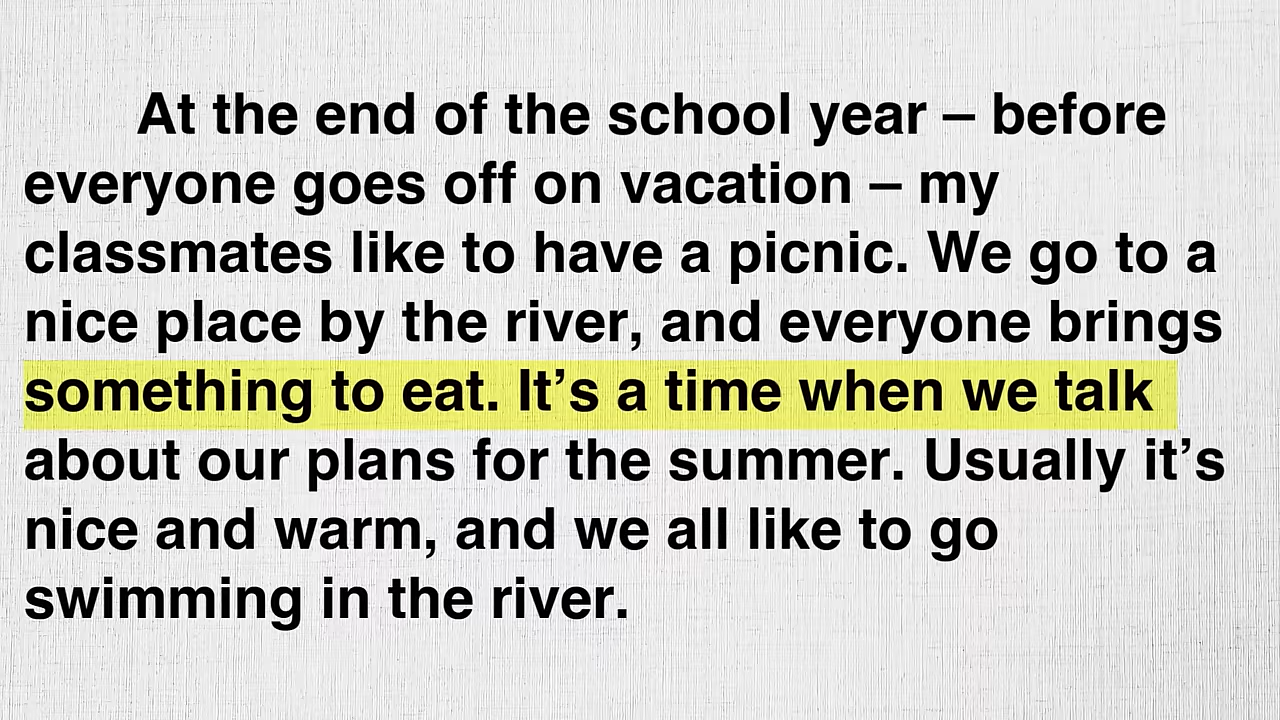 At the end of the school year – before
everyone goes off on vacation – my
classmates like to have a picnic. We go to a
nice place by the river, and everyone brings
something to eat. It’s a time when we talk
about our plans for the summer. Usually it’s
nice and warm, and we all like to go
swimming in the river.